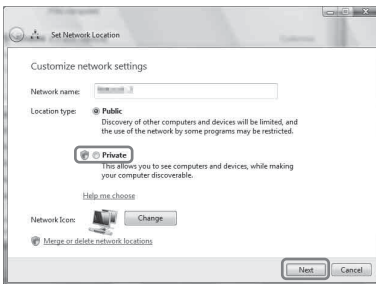 Set Network Location
Customize network settings
Network name:
Location type:
Public
Discovery of other computers and devices will be limited, and
the use of the network by some programs may be restricted.
Private
This allows you to see computers and devices, while making
your computer discoverable.
Help me choose
Network Icon:
Change
Merge or delete network locations
Next
Cancel